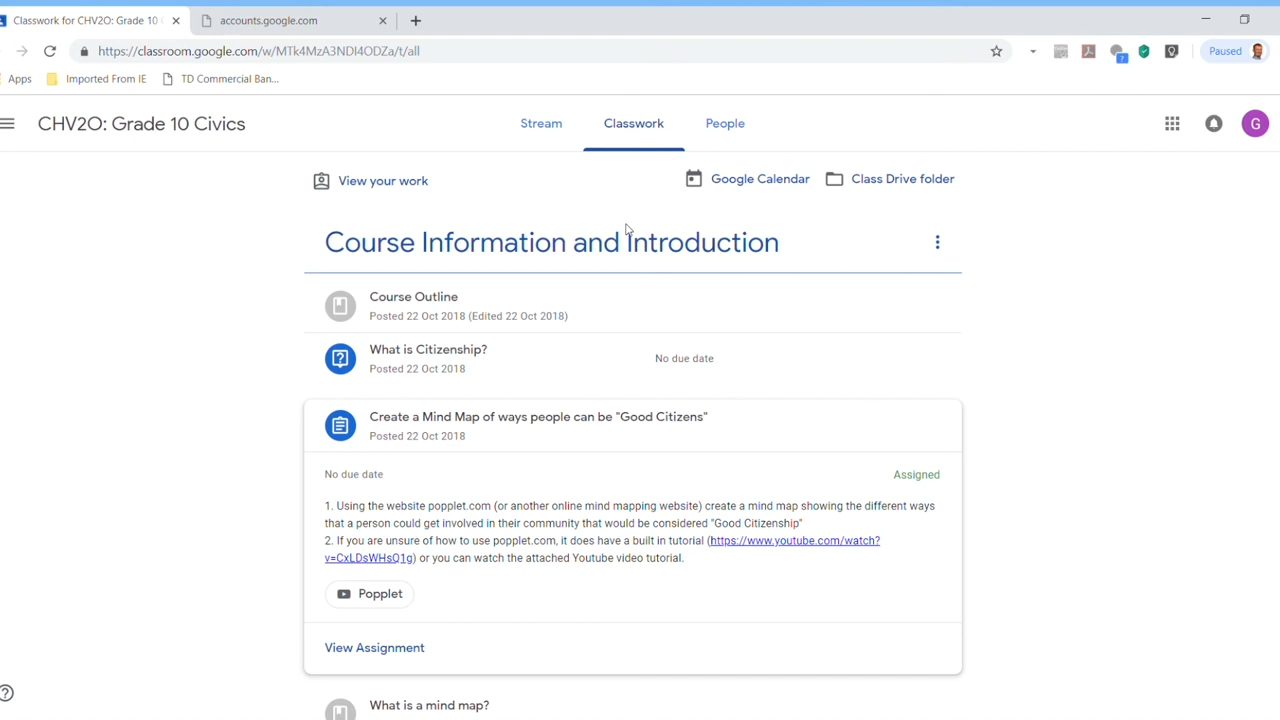 Classwork for CHV2O: Grade 10
accounts.google.com
https://classroom.google.com/w/MTk4MzA3NDI4ODZa/t/all
?
Paused
Apps
Imported From IE
TD Commercial Ban...
CHV2O: Grade 10 Civics
Stream
Classwork
People
G
View your work
Google Calendar
Class Drive folder
Course Information and Introduction
Course Outline
Posted 22 Oct 2018 (Edited 22 Oct 2018)
What is Citizenship?
No due date
Posted 22 Oct 2018
Create a Mind Map of ways people can be "Good Citizens"
Posted 22 Oct 2018
No due date
Assigned
1. Using the website popplet.com (or another online mind mapping website) create a mind map showing the different ways
that a person could get involved in their community that would be considered "Good Citizenship"
2. If you are unsure of how to use popplet.com, it does have a built in tutorial (https://www.youtube.com/watch?
v=CxLDsWHsQ1g) or you can watch the attached Youtube video tutorial.
Popplet
View Assignment
What is a mind map?